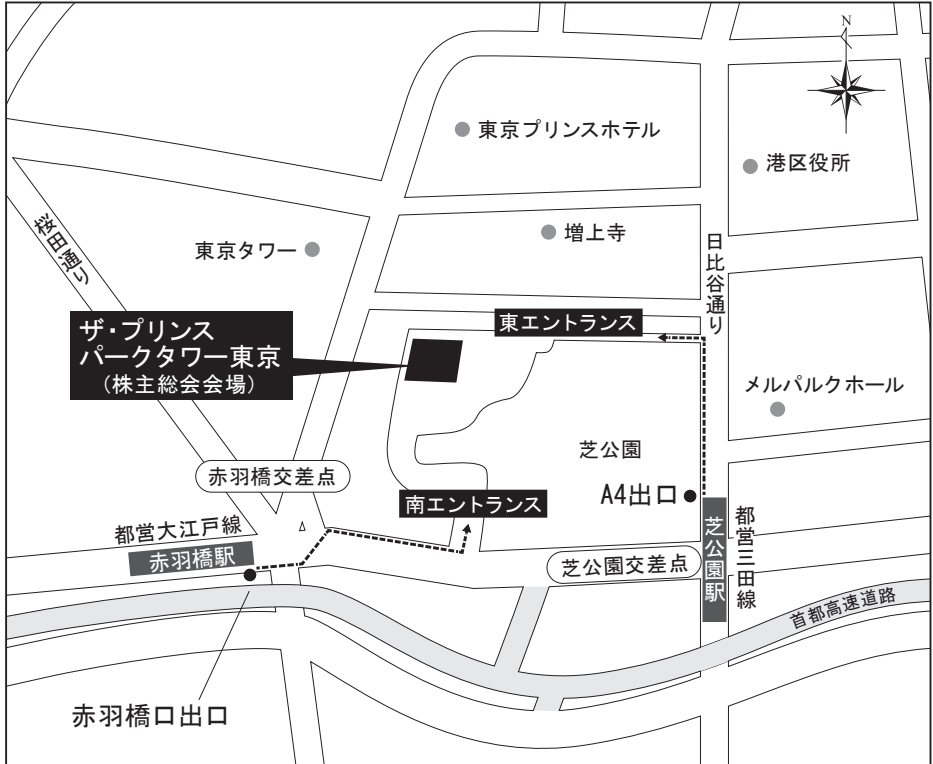 N
東京プリンスホテル
港区役所
桜田通り
東京タワー
増上寺
日比谷通り
ザ・プリンス
パークタワー東京
(株主総会会場)
東エントランス
メルパルクホール
芝公園
赤羽橋交差点
A4出口
南エントランス
都営大江戸線
赤羽橋駅
芝公園交差点
芝公園駅
都営三田線
首都高速道路
赤羽橋口出口